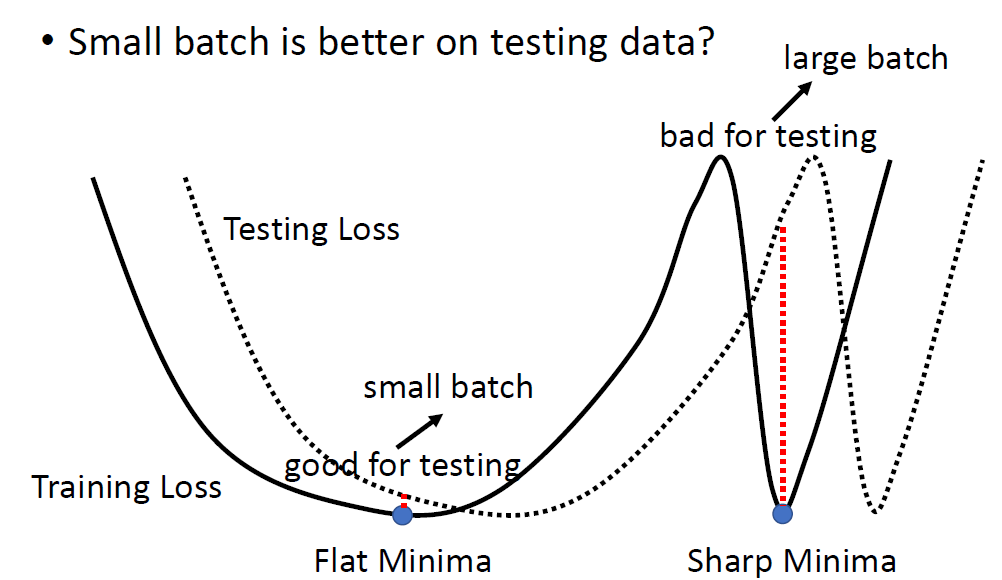 • Small batch is better on testing data?
large batch
bad for testing
Testing Loss
small batch
good for testing
Training Loss
Flat Minima
Sharp Minima